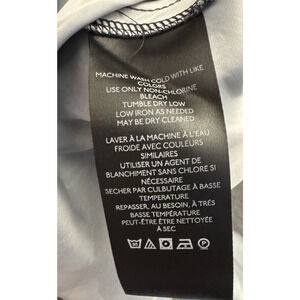 MACHINE WASH COLD WITH LIKE
COLORS
USE ONLY NON-CHLORINE
BLEACH
TUMBLE DRY LOW
LOW IRON AS NEEDED
MAY BE DRY CLEANED
LAVER À LA MACHINE À L'EAU
FROIDE AVEC COULEURS
SIMILAIRES
UTILISER UN AGENT DE
BLANCHIMENT SANS CHLORE SI
NÉCESSAIRE
SECHER PAR CULBUTAGE À BASSE
TEMPERATURE
REPASSER, AU BESOIN, À TRÈS
BASSE TEMPÉRATURE
PEUT-ÊTRE ÊTRE NETTOYÉE
À SEC